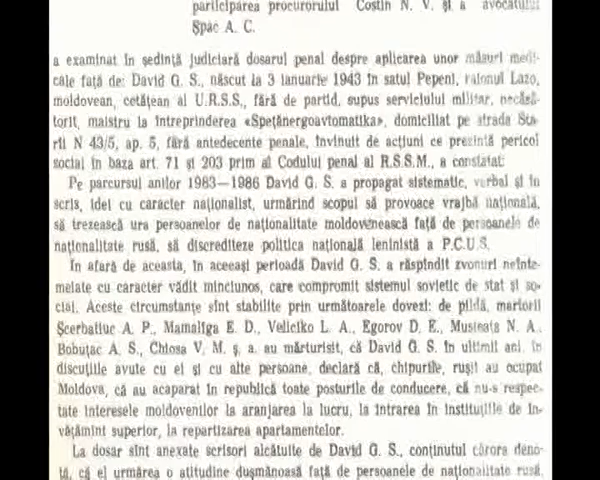 participarea procurorului Costin N. V. şi a avocatului
Şpac A. C.
a examinat în şedinţă judiciară dosarul penal despre aplicarea unor măsuri medi-
cale faţă de: David G. S., născut la 3 ianuarie 1943 în satul Pepeni, raionul Lazo,
moldovean, cetăţean al U.R.S.S., fără de partid, supus serviciului militar, necăsă-
torit, maistru la întreprinderea «Speţănergoavtomatika», domiciliat pe strada Sta-
rîi N 43/5, ap. 5, fără antedecente penale, învinuit de acţiuni ce prezintă pericol
social în baza art. 71 şi 203 prim al Codului penal al R.S.S.M., a constatat:
Pe parcursul anilor 1983—1986 David G. S. a propagat sistematic, verbal şi în
scris, idei cu caracter naţionalist, urmărind scopul să provoace vrajbă naţională,
să trezească ura persoanelor de naţionalitate moldovenească faţă de persoanele de
naţionalitate rusă, să discrediteze politica naţională leninistă a P.C.U.S.
În afară de aceasta, în aceeaşi perioadă David G. S. a răspîndit zvonuri neînte-
meiate cu caracter vădit mincinos, care compromit sistemul sovietic de stat şi so-
cial. Aceste circumstanţe sînt stabilite prin următoarele dovezi: de pildă, martorii
Şcerbatiuc A. P., Mamaliga E. D., Velicîko L. A., Egorov D. E., Musteaţa N. A.,
Bobuţac A. S., Chiosa V. M. ş. a. au mărturisit, că David G. S. în ultimii ani, în
discuţiile avute cu ei şi cu alte persoane, declară că, chipurile, ruşii au ocupat
Moldova, că au acaparat în republică toate posturile de conducere, că nu-s respec-
tate interesele moldovenilor la aranjarea la lucru, la intrarea în instituţiile de în-
văţămînt superior, la repartizarea apartamentelor.
La dosar sînt anexate scrisori alcătuite de David G. S., conţinutul cărora deno-
tă, că el urmărea o atitudine duşmănoasă faţă de persoanele de naţionalitate rusă,